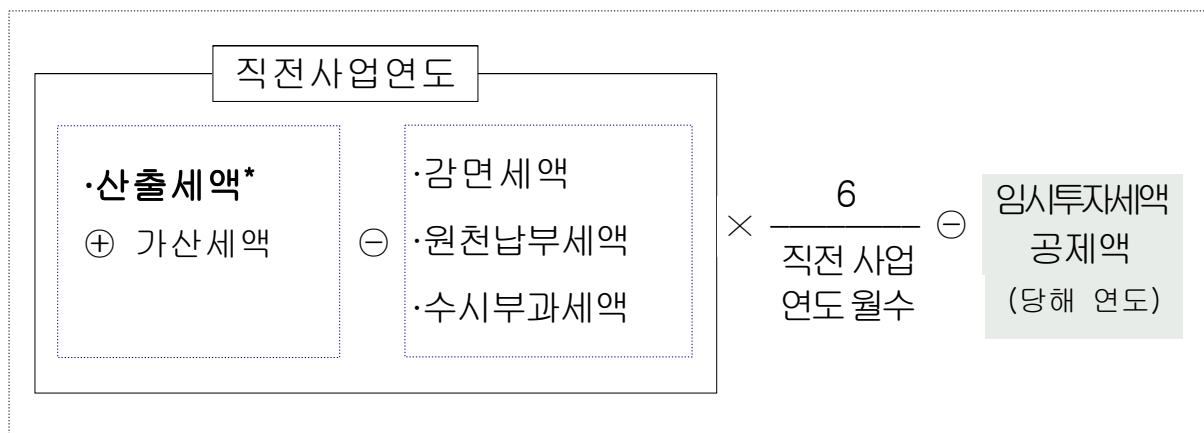 직전사업연도
·산출세액*
⊕ 가산세액
⊖
·감면세액
·원천납부세액
·수시부과세액
×
6
직전 사업
연도 월수
⊖
임시투자세액
공제액
(당해 연도)